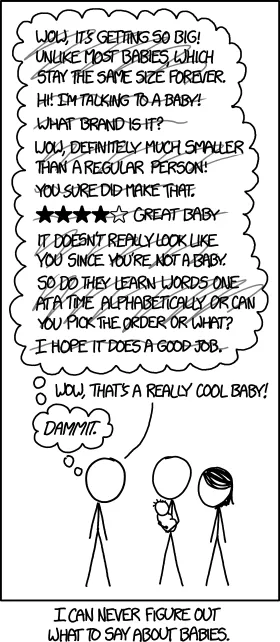 WOW, IT'S GETTING SO BIG!
UNLIKE MOST BABIES, WHICH
STAY THE SAME SIZE FOREVER.
HI! I'M TALKING TO A BABY!
WHAT BRAND IS IT?
WOW, DEFINITELY MUCH SMALLER
THAN A REGULAR PERSON!
YOU SURE DID MAKE THAT.
★★★★☆ GREAT BABY
IT DOESN'T REALLY LOOK LIKE
YOU SINCE YOU'RE NOT A BABY.
SO DO THEY LEARN WORDS ONE
AT A TIME ALPHABETICALLY OR CAN
YOU PICK THE ORDER OR WHAT?
I HOPE IT DOES A GOOD JOB.
WOW, THAT'S A REALLY COOL BABY!
DAMMIT.
I CAN NEVER FIGURE OUT
WHAT TO SAY ABOUT BABIES.